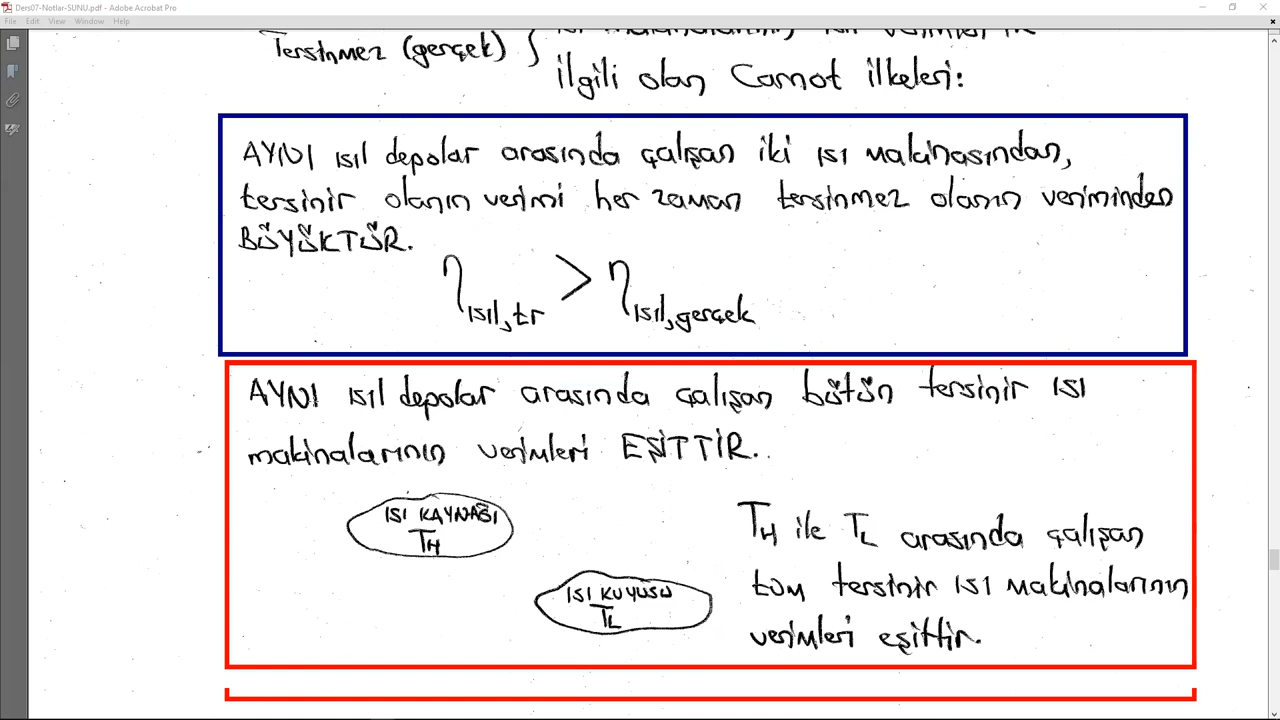 Ders07-Notlar-SUNU.pdf - Adobe Acrobat Pro
File Edit View Window Help
Tersinmez (gerçek)
ilgili olan Carnot ilkeleri:
AYNI ısıl depolar arasında çalışan iki ısı makinasından,
tersinir olanın verimi her zaman tersinmez olanın veriminden
BÜYÜKTÜR.
η ısıl,tr > η ısıl,gerçek
AYNI ısıl depolar arasında çalışan bütün tersinir ısı
makinalarının verimleri EŞİTTİR.
ISI KAYNAĞI
TH
ISI KUYUSU
TL
TH ile TL arasında çalışan
tüm tersinir ısı makinalarının
verimleri eşittir.